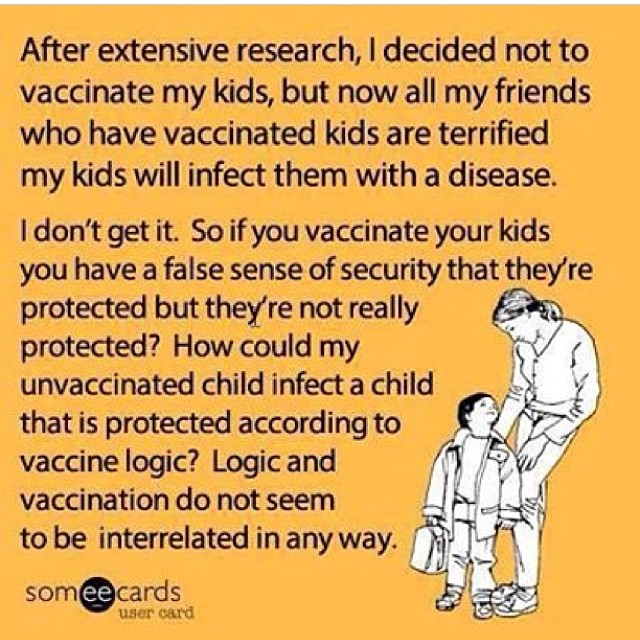 After extensive research, I decided not to
vaccinate my kids, but now all my friends
who have vaccinated kids are terrified
my kids will infect them with a disease.
I don't get it. So if you vaccinate your kids
you have a false sense of security that they're
protected but they're not really
protected? How could my
unvaccinated child infect a child
that is protected according to
vaccine logic? Logic and
vaccination do not seem
to be interrelated in any way.
someecards
user card